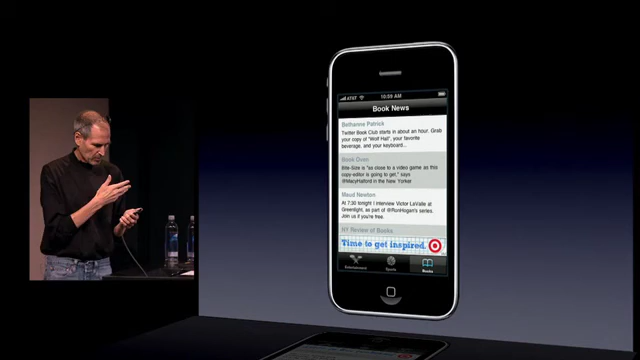 AT&T 10:59 AM
Book News
Bethanne Patrick
Twitter Book Club starts in about an hour. Grab
your copy of "Wolf Hall", your favorite
beverage, and your keyboard...
Book Oven
Bite-Size is "as close to a video game as this
copy-editor is going to get," says
@MacyHalford in the New Yorker
Maud Newton
At 7:30 tonight I interview Victor LaValle at
Greenlight, as part of @RonHogan's series.
Join us if you're free.
NY Review of Books
Time to get inspired.
Entertainment Sports Books